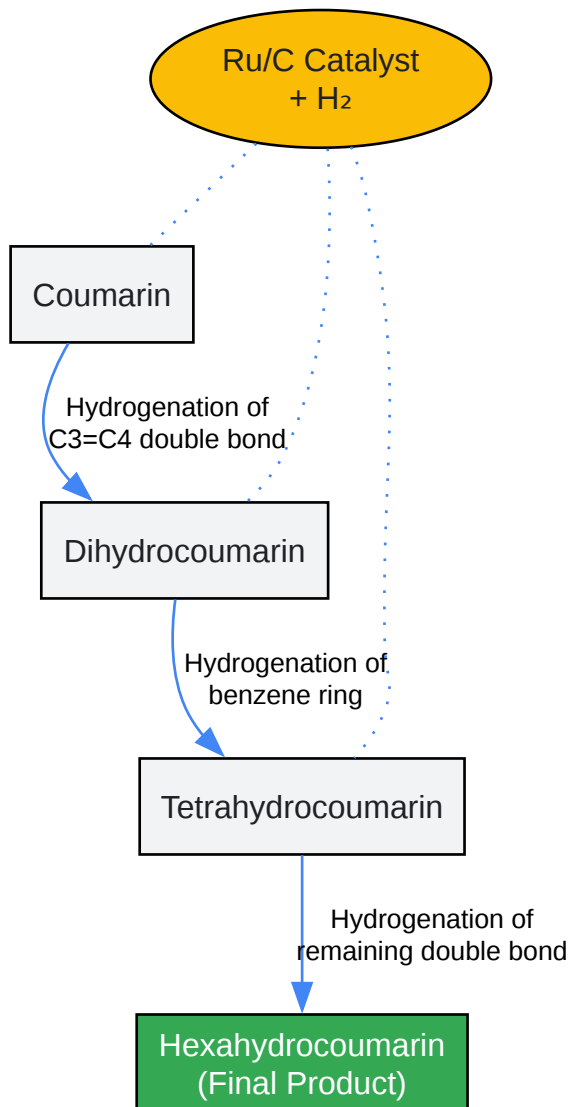 Ru/C Catalyst
+ H₂
Coumarin
Hydrogenation of
C3=C4 double bond
Dihydrocoumarin
Hydrogenation of
benzene ring
Tetrahydrocoumarin
Hydrogenation of
remaining double bond
Hexahydrocoumarin
(Final Product)